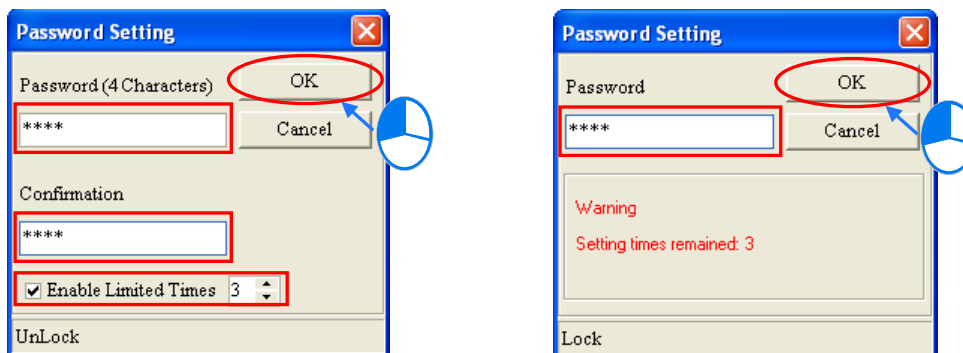 Password Setting
Password (4 Characters)
OK
****
Cancel
Confirmation
****
Enable Limited Times 3
UnLock
Password Setting
Password
OK
****
Cancel
Warning
Setting times remained: 3
Lock